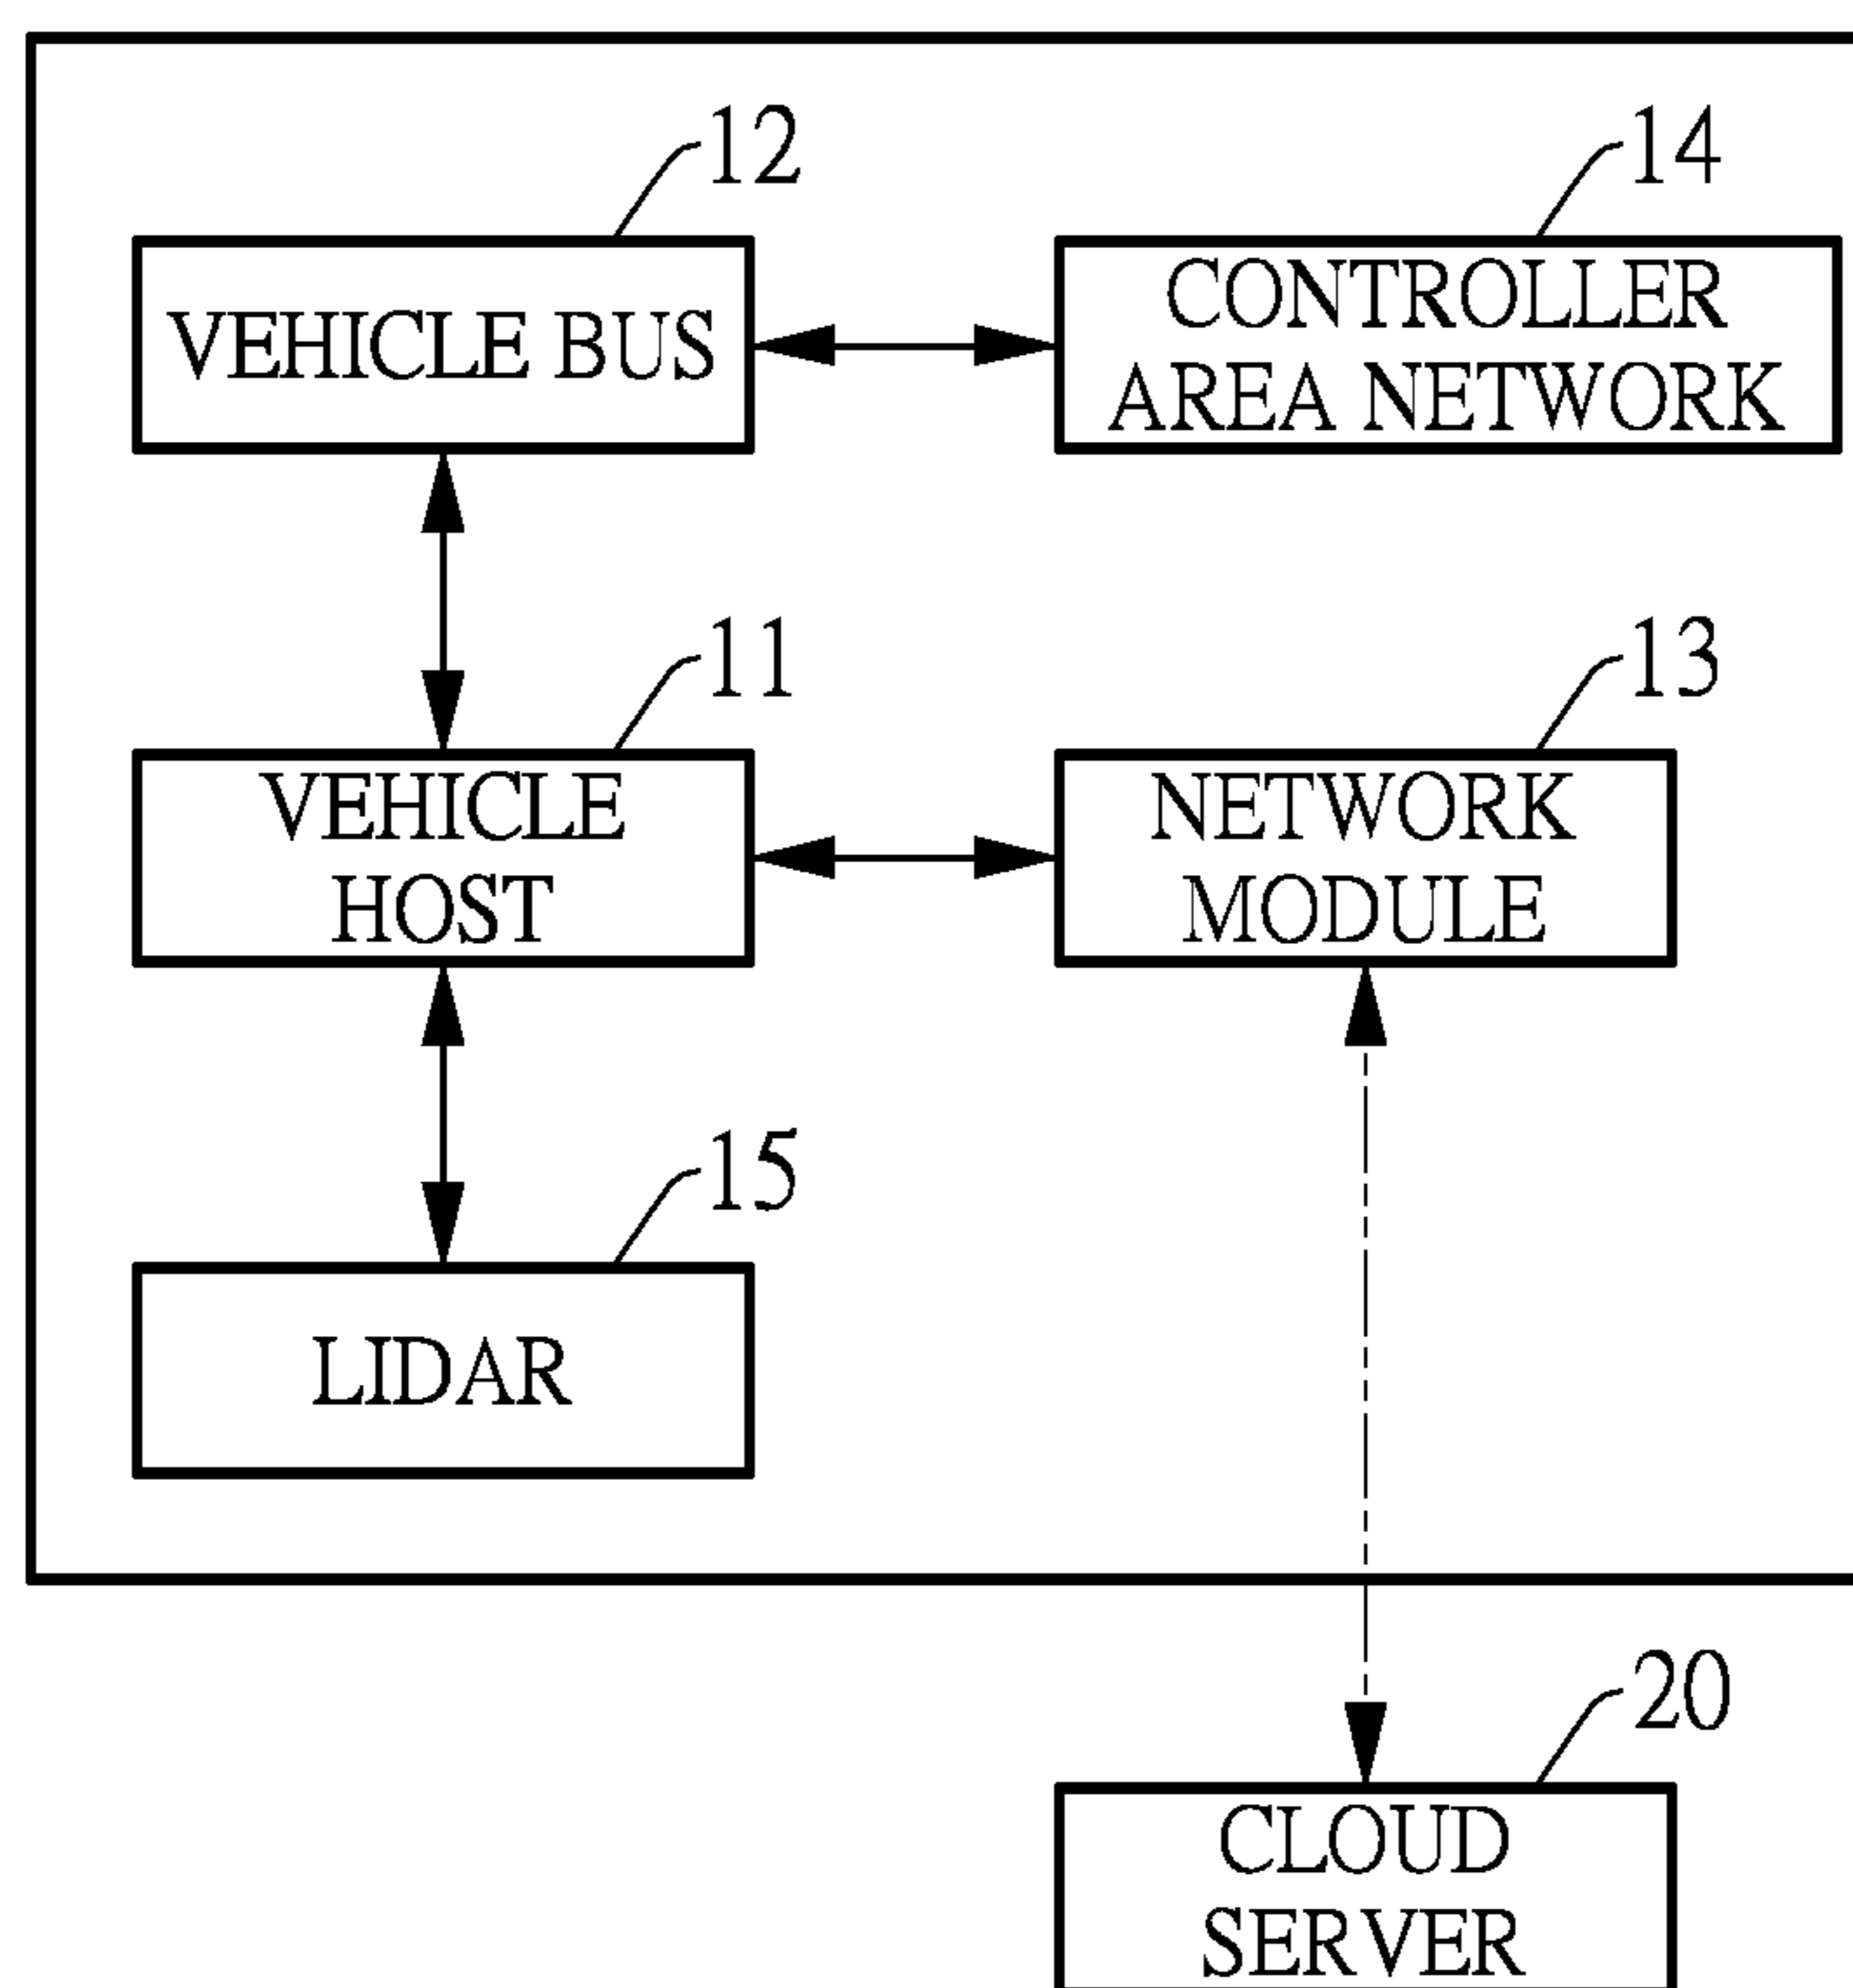 12
14
VEHICLE BUS
CONTROLLER
AREA NETWORK
11
13
VEHICLE
HOST
NETWORK
MODULE
15
LIDAR
20
CLOUD
SERVER